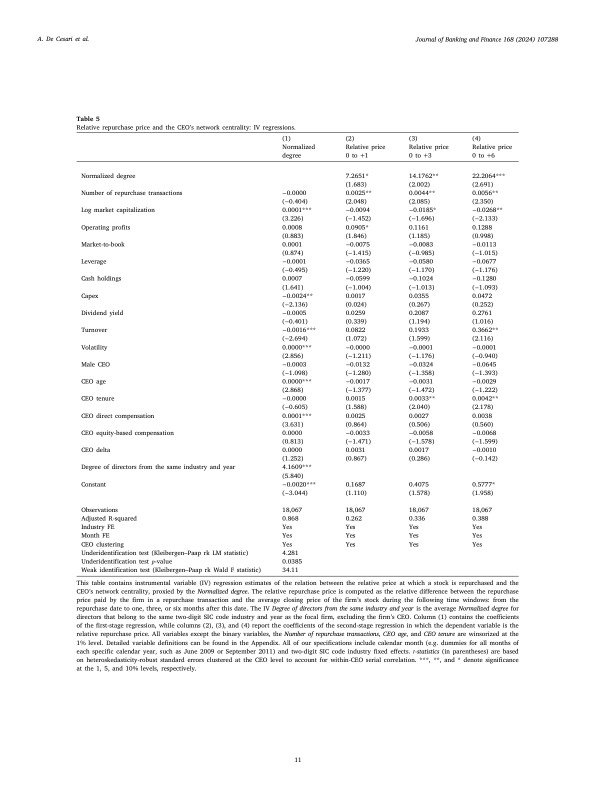 A. De Cesari et al.
Journal of Banking and Finance 168 (2024) 107288
Table 5
Relative repurchase price and the CEO's network centrality: IV regressions.
(1) (2) (3) (4)
Normalized Relative price Relative price Relative price
degree 0 to +1 0 to +3 0 to +6
Normalized degree 7.2651* 14.1762** 22.2064***
(1.683) (2.002) (2.691)
Number of repurchase transactions −0.0000 0.0025** 0.0044** 0.0056**
(−0.404) (2.048) (2.085) (2.350)
Log market capitalization 0.0001*** −0.0094 −0.0185* −0.0268**
(3.226) (−1.452) (−1.696) (−2.133)
Operating profits 0.0008 0.0905* 0.1161 0.1288
(0.883) (1.846) (1.185) (0.998)
Market-to-book 0.0001 −0.0075 −0.0083 −0.0113
(0.874) (−1.415) (−0.985) (−1.015)
Leverage −0.0001 −0.0365 −0.0580 −0.0677
(−0.495) (−1.220) (−1.170) (−1.176)
Cash holdings 0.0007 −0.0599 −0.1024 −0.1280
(1.641) (−1.004) (−1.013) (−1.093)
Capex −0.0024** 0.0017 0.0355 0.0472
(−2.136) (0.024) (0.267) (0.252)
Dividend yield −0.0005 0.0259 0.2087 0.2761
(−0.401) (0.339) (1.194) (1.016)
Turnover −0.0016*** 0.0822 0.1933 0.3662**
(−2.694) (1.072) (1.599) (2.116)
Volatility 0.0000*** −0.0000 −0.0001 −0.0001
(2.856) (−1.211) (−1.176) (−0.940)
Male CEO −0.0003 −0.0132 −0.0324 −0.0645
(−1.098) (−1.280) (−1.358) (−1.393)
CEO age 0.0000*** −0.0017 −0.0031 −0.0029
(2.868) (−1.377) (−1.472) (−1.222)
CEO tenure −0.0000 0.0015 0.0033** 0.0042**
(−0.605) (1.588) (2.040) (2.178)
CEO direct compensation 0.0001*** 0.0025 0.0027 0.0038
(3.631) (0.864) (0.506) (0.560)
CEO equity-based compensation 0.0000 −0.0033 −0.0058 −0.0068
(0.813) (−1.471) (−1.578) (−1.599)
CEO delta 0.0000 0.0031 0.0017 −0.0010
(1.252) (0.867) (0.286) (−0.142)
Degree of directors from the same industry and year 4.1609***
(5.840)
Constant −0.0020*** 0.1687 0.4075 0.5777*
(−3.044) (1.110) (1.578) (1.958)
Observations 18,067 18,067 18,067 18,067
Adjusted R-squared 0.868 0.262 0.336 0.388
Industry FE Yes Yes Yes Yes
Month FE Yes Yes Yes Yes
CEO clustering Yes Yes Yes Yes
Underidentification test (Kleibergen–Paap rk LM statistic) 4.281
Underidentification test p-value 0.0385
Weak identification test (Kleibergen–Paap rk Wald F statistic) 34.11
This table contains instrumental variable (IV) regression estimates of the relation between the relative price at which a stock is repurchased and the
CEO's network centrality, proxied by the Normalized degree. The relative repurchase price is computed as the relative difference between the repurchase
price paid by the firm in a repurchase transaction and the average closing price of the firm's stock during the following time windows: from the
repurchase date to one, three, or six months after this date. The IV Degree of directors from the same industry and year is the average Normalized degree for
directors that belong to the same two-digit SIC code industry and year as the focal firm, excluding the firm's CEO. Column (1) contains the coefficients
of the first-stage regression, while columns (2), (3), and (4) report the coefficients of the second-stage regression in which the dependent variable is the
relative repurchase price. All variables except the binary variables, the Number of repurchase transactions, CEO age, and CEO tenure are winsorized at the
1% level. Detailed variable definitions can be found in the Appendix. All of our specifications include calendar month (e.g. dummies for all months of
each specific calendar year, such as June 2009 or September 2011) and two-digit SIC code industry fixed effects. t-statistics (in parentheses) are based
on heteroskedasticity-robust standard errors clustered at the CEO level to account for within-CEO serial correlation. ***, **, and * denote significance
at the 1, 5, and 10% levels, respectively.
11